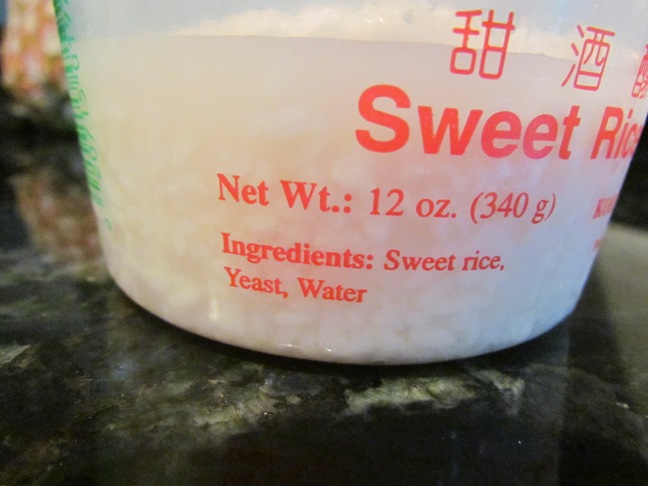 甜酒
Sweet
Net Wt.: 12 oz. (340 g)
Ingredients: Sweet rice,
Yeast, Water